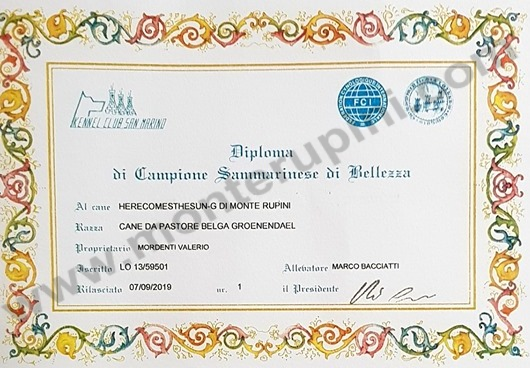 KENNEL CLUB SAN MARINO
FCI
Diploma
di Campione Sammarinese di Bellezza
Al cane HERECOMESTHESUN-G DI MONTE RUPINI
Razza CANE DA PASTORE BELGA GROENENDAEL
Proprietario MORDENTI VALERIO
Iscritto LO 13/59501 Allevatore MARCO BACCIATTI
Rilasciato 07/09/2019 nr. 1 il Presidente
www.monterupini.com